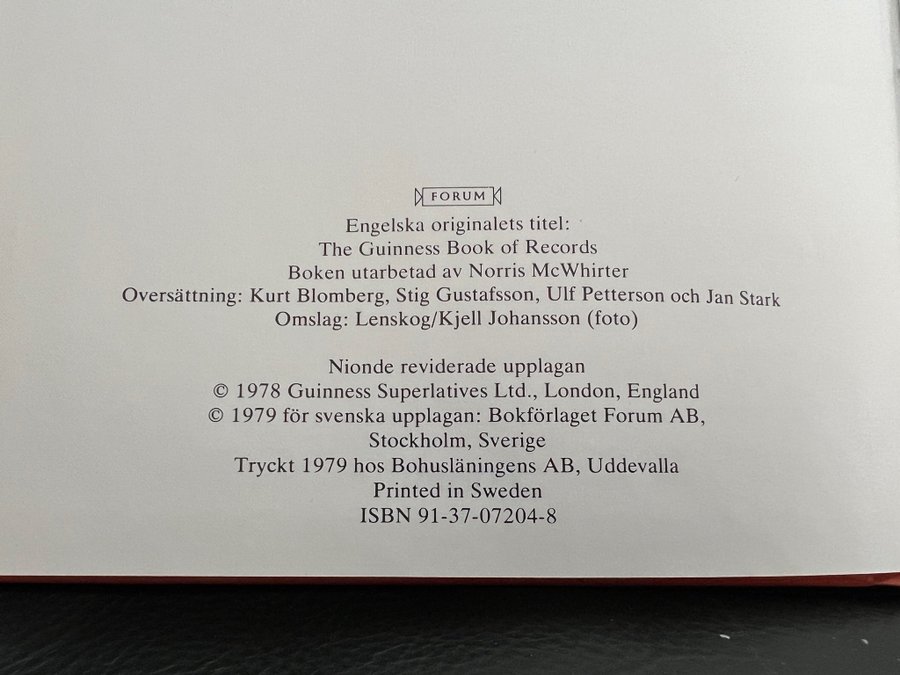 FORUM
Engelska originalets titel:
The Guinness Book of Records
Boken utarbetad av Norris McWhirter
Oversättning: Kurt Blomberg, Stig Gustafsson, Ulf Petterson och Jan Stark
Omslag: Lenskog/Kjell Johansson (foto)
Nionde reviderade upplagan
© 1978 Guinness Superlatives Ltd., London, England
© 1979 för svenska upplagan: Bokförlaget Forum AB,
Stockholm, Sverige
Tryckt 1979 hos Bohusläningens AB, Uddevalla
Printed in Sweden
ISBN 91-37-07204-8